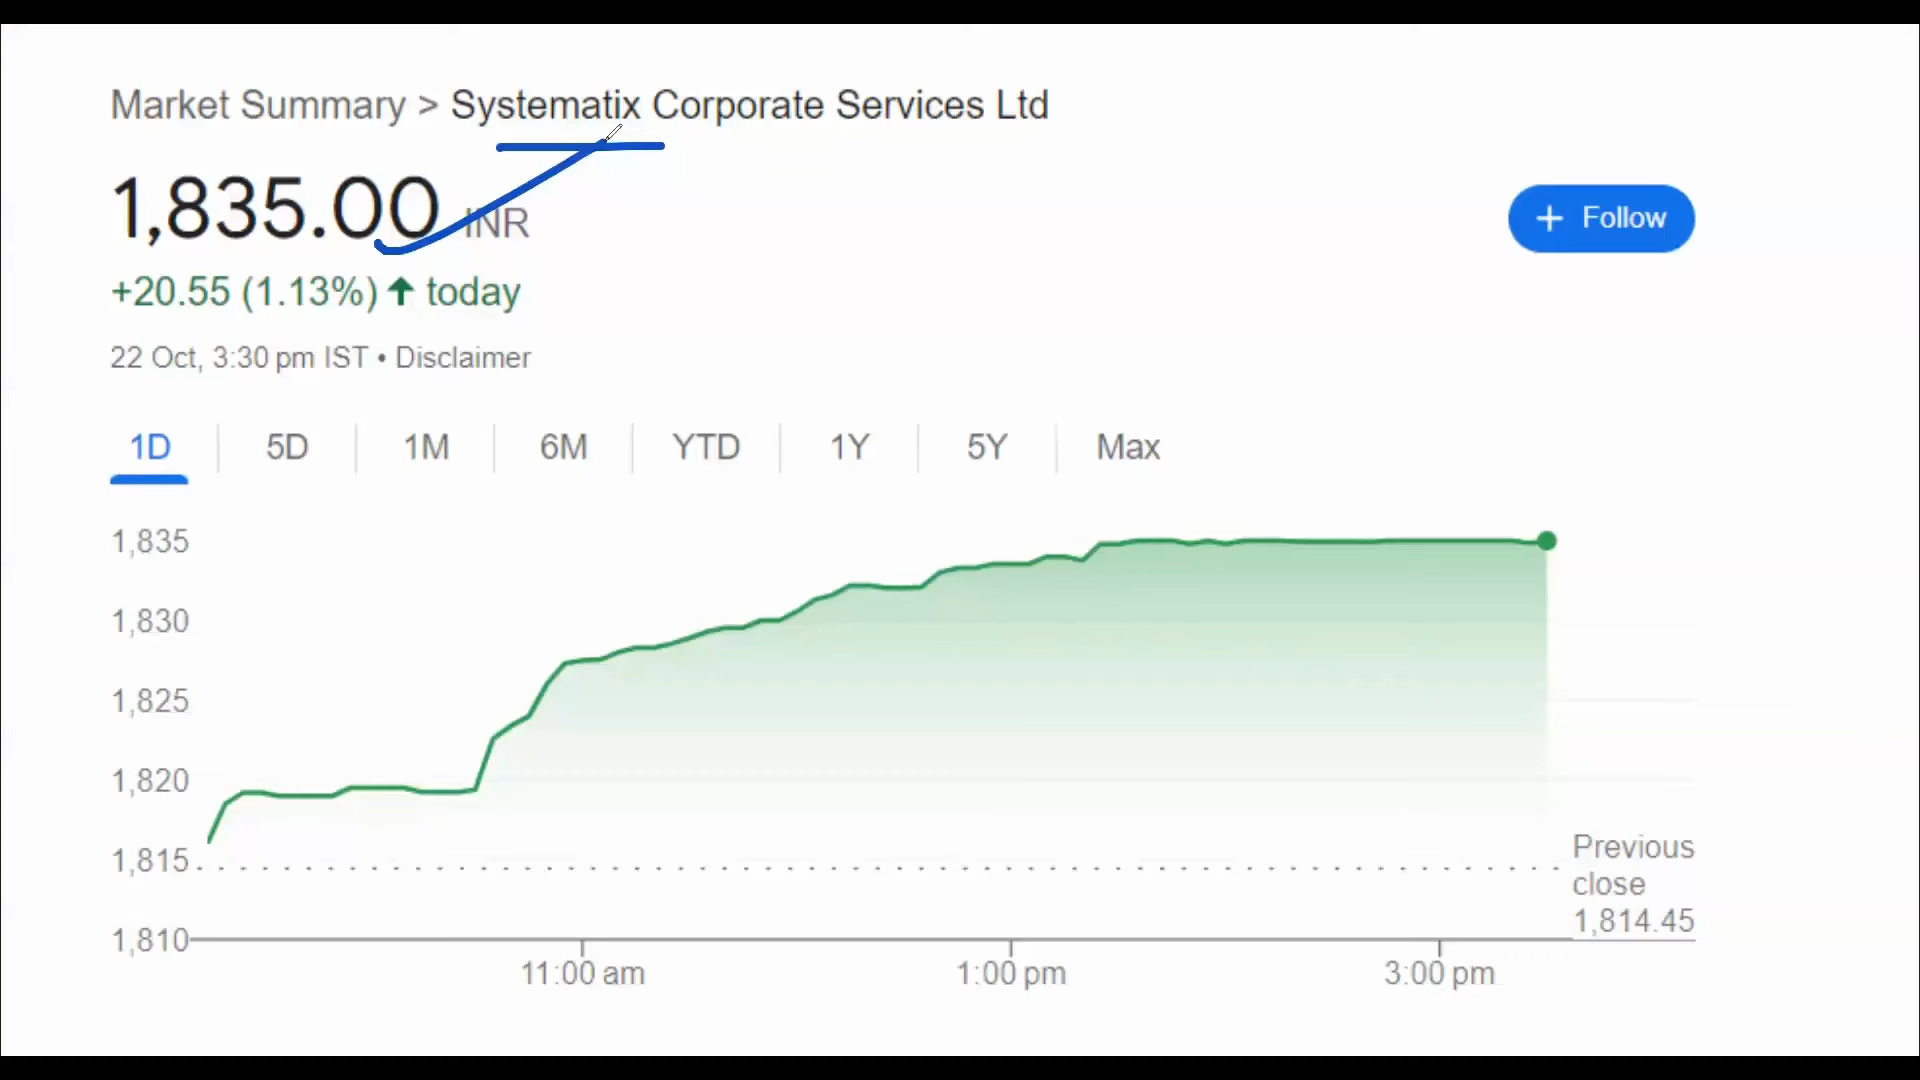 Market Summary > Systematix Corporate Services Ltd
1,835.00 INR
+ Follow
+20.55 (1.13%) ↑ today
22 Oct, 3:30 pm IST • Disclaimer
1D 5D 1M 6M YTD 1Y 5Y Max
1,835
1,830
1,825
1,820
1,815
1,810
Previous
close
1,814.45
11:00 am 1:00 pm 3:00 pm